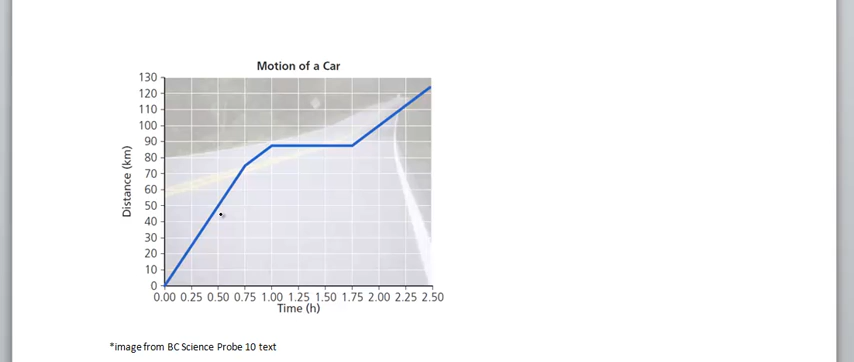 Motion of a Car
130
120
110
100
90
80
70
60
50
40
30
20
10
0
Distance (km)
0.00 0.25 0.50 0.75 1.00 1.25 1.50 1.75 2.00 2.25 2.50
Time (h)
*image from BC Science Probe 10 text